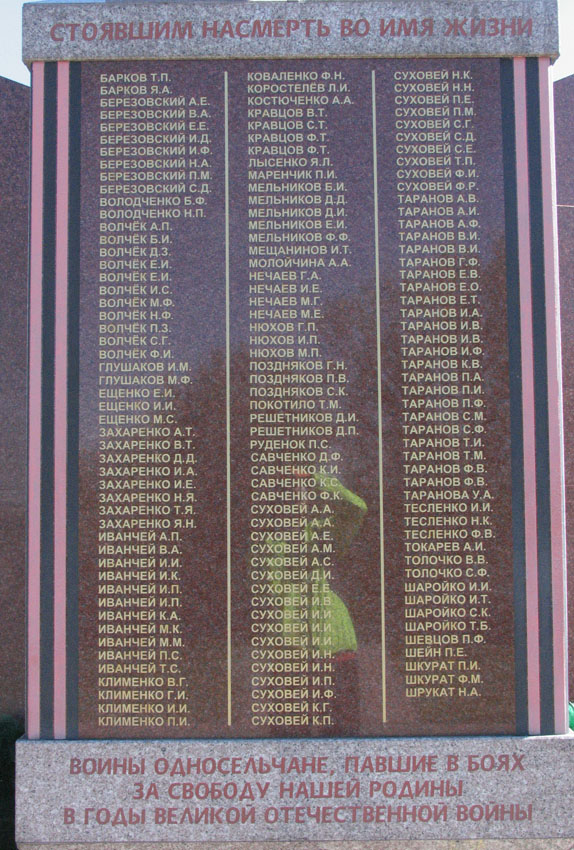 СТОЯВШИМ НАСМЕРТЬ ВО ИМЯ ЖИЗНИ
БАРКОВ Т.П.
БАРКОВ Я.А.
БЕРЕЗОВСКИЙ А.Е.
БЕРЕЗОВСКИЙ В.А.
БЕРЕЗОВСКИЙ Е.Е.
БЕРЕЗОВСКИЙ И.Д.
БЕРЕЗОВСКИЙ И.Ф.
БЕРЕЗОВСКИЙ Н.А.
БЕРЕЗОВСКИЙ П.М.
БЕРЕЗОВСКИЙ С.Д.
ВОЛОДЧЕНКО Б.Ф.
ВОЛОДЧЕНКО Н.П.
ВОЛЧЁК А.П.
ВОЛЧЁК Б.И.
ВОЛЧЁК Д.З.
ВОЛЧЁК Е.И.
ВОЛЧЁК Е.И.
ВОЛЧЁК И.С.
ВОЛЧЁК М.Ф.
ВОЛЧЁК Н.Ф.
ВОЛЧЁК П.З.
ВОЛЧЁК С.Г.
ВОЛЧЁК Ф.И.
ГЛУШАКОВ И.М.
ГЛУШАКОВ М.Ф.
ЕЩЕНКО Е.И.
ЕЩЕНКО И.И.
ЕЩЕНКО М.С.
ЗАХАРЕНКО А.Т.
ЗАХАРЕНКО В.Т.
ЗАХАРЕНКО Д.Д.
ЗАХАРЕНКО И.А.
ЗАХАРЕНКО И.Е.
ЗАХАРЕНКО Н.Я.
ЗАХАРЕНКО Т.Я.
ЗАХАРЕНКО Я.Н.
ИВАНЧЕЙ А.П.
ИВАНЧЕЙ В.А.
ИВАНЧЕЙ И.И.
ИВАНЧЕЙ И.К.
ИВАНЧЕЙ И.П.
ИВАНЧЕЙ И.П.
ИВАНЧЕЙ К.А.
ИВАНЧЕЙ М.К.
ИВАНЧЕЙ М.М.
ИВАНЧЕЙ П.С.
ИВАНЧЕЙ Т.С.
КЛИМЕНКО В.Г.
КЛИМЕНКО Г.И.
КЛИМЕНКО И.И.
КЛИМЕНКО П.И.
КОВАЛЕНКО Ф.Н.
КОРОСТЕЛЁВ Л.И.
КОСТЮЧЕНКО А.А.
КРАВЦОВ В.Т.
КРАВЦОВ С.Т.
КРАВЦОВ Ф.Т.
КРАВЦОВ Ф.Т.
ЛЫСЕНКО Я.Л.
МАРЕНЧИК П.И.
МЕЛЬНИКОВ Б.И.
МЕЛЬНИКОВ Д.Д.
МЕЛЬНИКОВ Д.И.
МЕЛЬНИКОВ Е.И.
МЕЛЬНИКОВ Ф.Ф.
МЕЩАНИНОВ И.Т.
МОЛОЙЧИНА А.А.
НЕЧАЕВ Г.А.
НЕЧАЕВ И.Е.
НЕЧАЕВ М.Г.
НЕЧАЕВ М.Е.
НЮХОВ Г.П.
НЮХОВ И.П.
НЮХОВ М.П.
ПОЗДНЯКОВ Г.Н.
ПОЗДНЯКОВ П.В.
ПОЗДНЯКОВ С.К.
ПОКОТИЛО Т.М.
РЕШЕТНИКОВ Д.И.
РЕШЕТНИКОВ Д.П.
РУДЕНОК П.С.
САВЧЕНКО Д.Ф.
САВЧЕНКО К.И.
САВЧЕНКО К.С.
САВЧЕНКО Ф.К.
СУХОВЕЙ А.А.
СУХОВЕЙ А.А.
СУХОВЕЙ А.Е.
СУХОВЕЙ А.М.
СУХОВЕЙ А.С.
СУХОВЕЙ Д.И.
СУХОВЕЙ Е.Е.
СУХОВЕЙ И.В.
СУХОВЕЙ И.И.
СУХОВЕЙ И.И.
СУХОВЕЙ И.И.
СУХОВЕЙ И.Н.
СУХОВЕЙ И.Н.
СУХОВЕЙ И.П.
СУХОВЕЙ И.Ф.
СУХОВЕЙ К.Г.
СУХОВЕЙ К.П.
СУХОВЕЙ Н.К.
СУХОВЕЙ Н.Н.
СУХОВЕЙ П.Е.
СУХОВЕЙ П.М.
СУХОВЕЙ С.Г.
СУХОВЕЙ С.Д.
СУХОВЕЙ С.Е.
СУХОВЕЙ Т.П.
СУХОВЕЙ Ф.И.
СУХОВЕЙ Ф.Р.
ТАРАНОВ А.В.
ТАРАНОВ А.И.
ТАРАНОВ А.Ф.
ТАРАНОВ В.И.
ТАРАНОВ В.И.
ТАРАНОВ Г.Ф.
ТАРАНОВ Е.В.
ТАРАНОВ Е.О.
ТАРАНОВ Е.Т.
ТАРАНОВ И.А.
ТАРАНОВ И.В.
ТАРАНОВ И.В.
ТАРАНОВ И.Ф.
ТАРАНОВ К.В.
ТАРАНОВ П.А.
ТАРАНОВ П.И.
ТАРАНОВ П.Ф.
ТАРАНОВ С.М.
ТАРАНОВ С.Ф.
ТАРАНОВ Т.И.
ТАРАНОВ Т.М.
ТАРАНОВ Ф.В.
ТАРАНОВ Ф.В.
ТАРАНОВА У.А.
ТЕСЛЕНКО И.И.
ТЕСЛЕНКО Н.К.
ТЕСЛЕНКО Ф.В.
ТОКАРЕВ А.И.
ТОЛОЧКО В.В.
ТОЛОЧКО С.Ф.
ШАРОЙКО И.И.
ШАРОЙКО И.Т.
ШАРОЙКО С.К.
ШАРОЙКО Т.Б.
ШЕВЦОВ П.Ф.
ШЕЙН П.Е.
ШКУРАТ П.И.
ШКУРАТ Ф.М.
ШРУКАТ Н.А.
ВОИНЫ ОДНОСЕЛЬЧАНЕ, ПАВШИЕ В БОЯХ
ЗА СВОБОДУ НАШЕЙ РОДИНЫ
В ГОДЫ ВЕЛИКОЙ ОТЕЧЕСТВЕННОЙ ВОЙНЫ